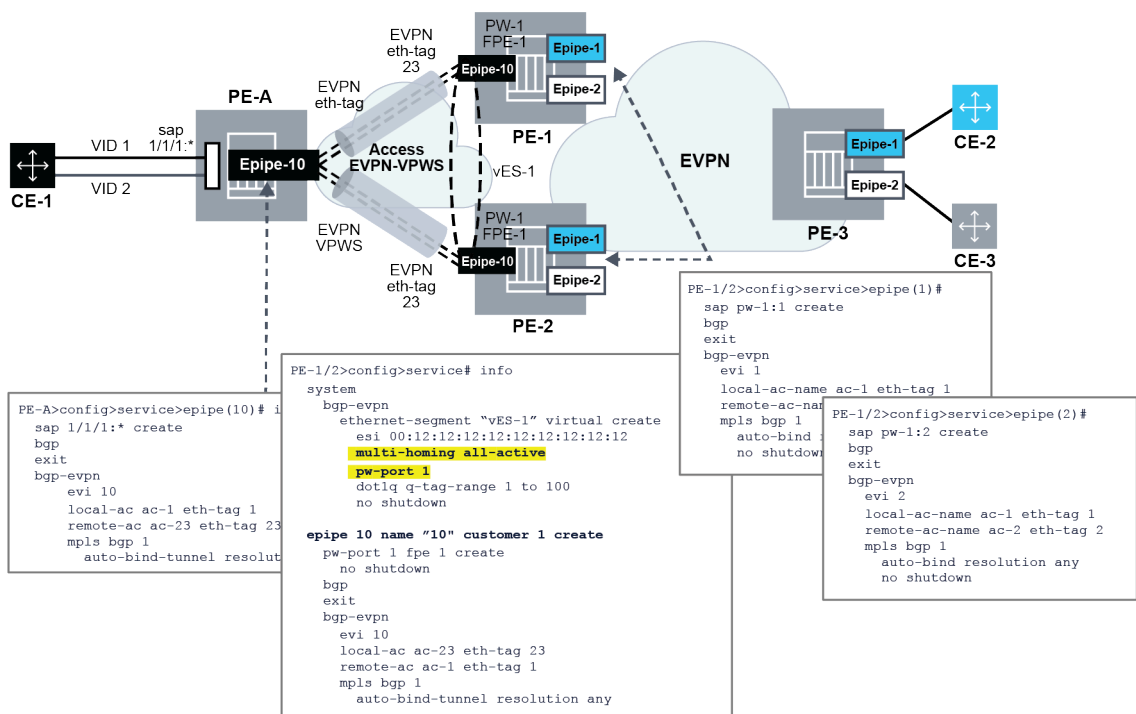 EVPN
eth-tag
23
PW-1
FPE-1
Epipe-1
Epipe-10
Epipe-2
PE-1
EVPN
eth-tag
PE-A
sap
1/1/1:*
VID 1
VID 2
CE-1
Epipe-10
Access
EVPN-VPWS
vES-1
EVPN
VPWS
EVPN
eth-tag
23
PW-1
FPE-1
Epipe-1
Epipe-10
Epipe-2
PE-2
EVPN
Epipe-1
Epipe-2
PE-3
CE-2
CE-3
PE-A>config>service>epipe(10)# i
sap 1/1/1:* create
bgp
exit
bgp-evpn
evi 10
local-ac ac-1 eth-tag 1
remote-ac ac-23 eth-tag 23
mpls bgp 1
auto-bind-tunnel resolut
PE-1/2>config>service# info
system
bgp-evpn
ethernet-segment “vES-1” virtual create
esi 00:12:12:12:12:12:12:12:12:12
multi-homing all-active
pw-port 1
dot1q q-tag-range 1 to 100
no shutdown
epipe 10 name ”10" customer 1 create
pw-port 1 fpe 1 create
no shutdown
bgp
exit
bgp-evpn
evi 10
local-ac ac-23 eth-tag 23
remote-ac ac-1 eth-tag 1
mpls bgp 1
auto-bind-tunnel resolution any
PE-1/2>config>service>epipe(1)#
sap pw-1:1 create
bgp
exit
bgp-evpn
evi 1
local-ac-name ac-1 eth-tag 1
remote-ac-nam
mpls bgp 1
auto-bind
no shutdown
PE-1/2>config>service>epipe(2)#
sap pw-1:2 create
bgp
exit
bgp-evpn
evi 2
local-ac-name ac-1 eth-tag 1
remote-ac-name ac-2 eth-tag 2
mpls bgp 1
auto-bind resolution any
no shutdown